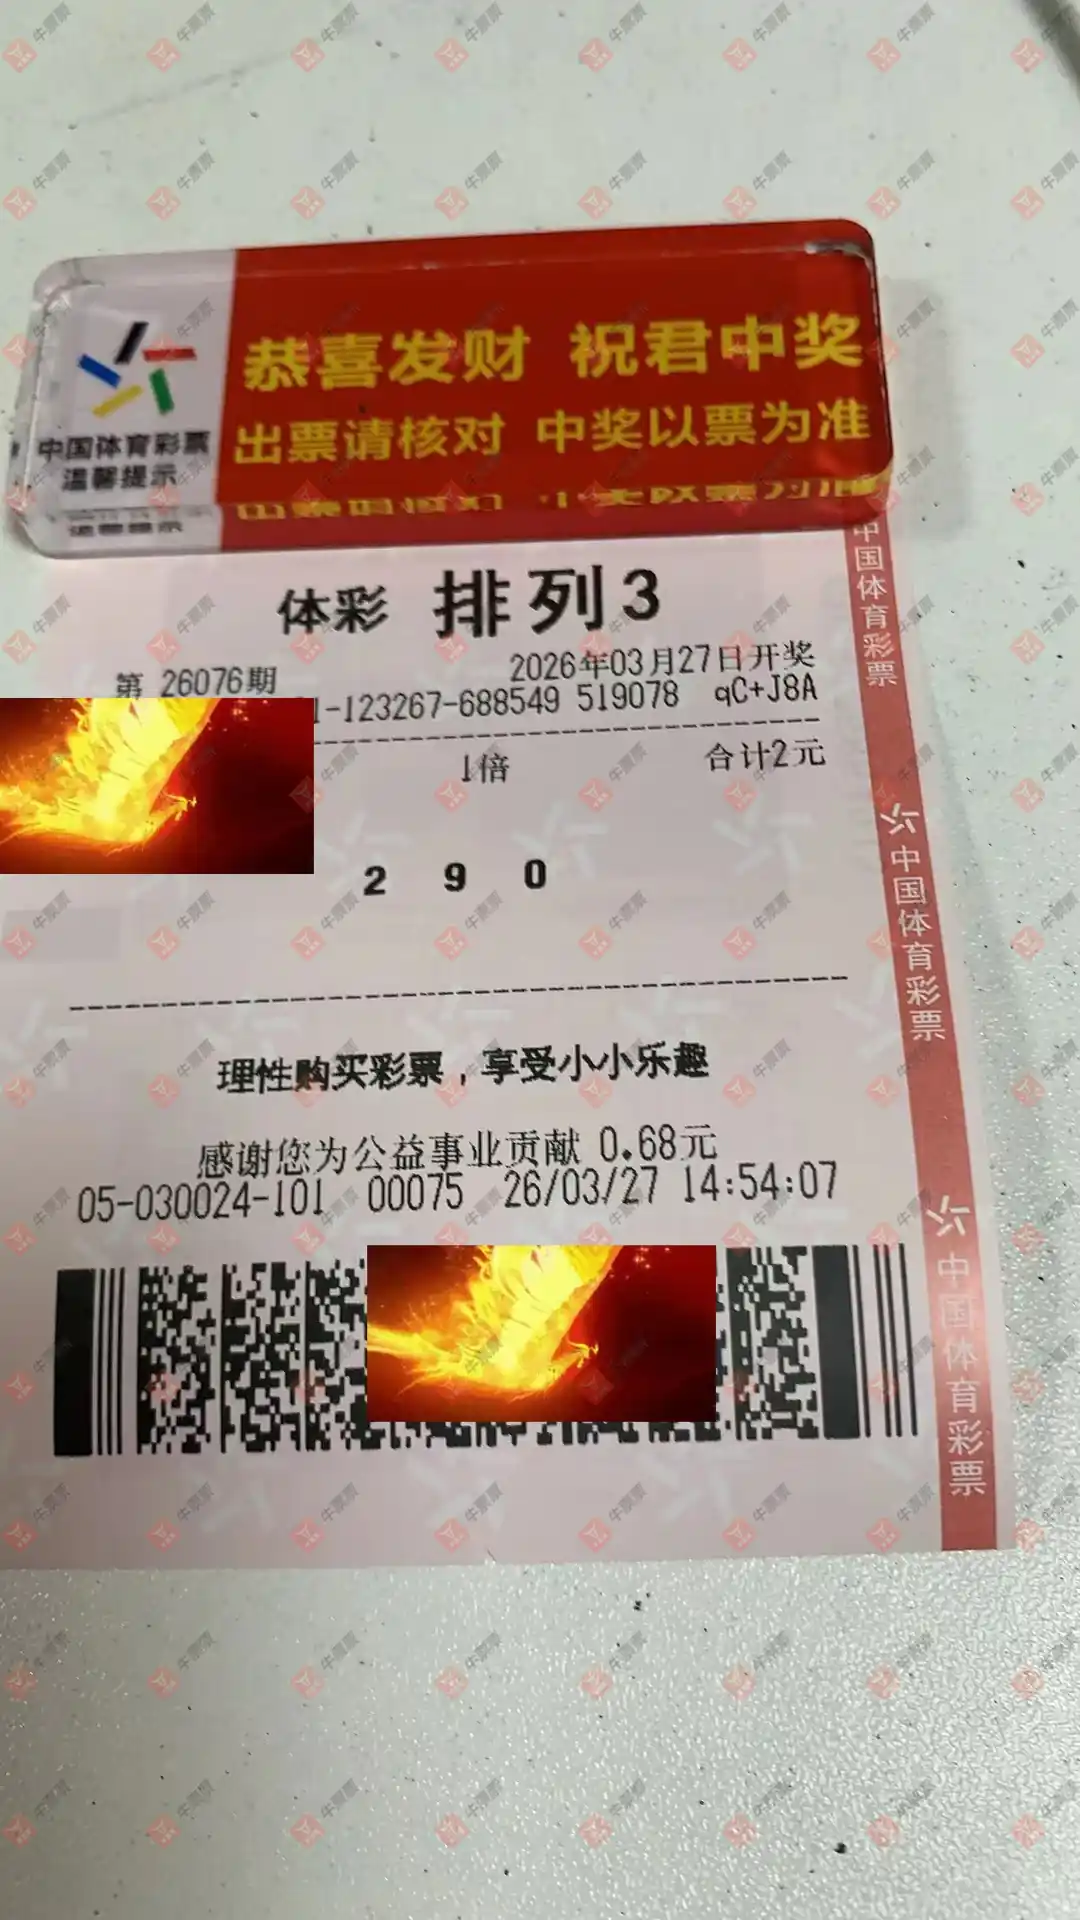 恭喜发财 祝君中奖
出票请核对 中奖以票为准
中国体育彩票
温馨提示
体彩 排列3
第 26076期 2026年03月27日开奖
1-123267-688549 519078 qC+J8A
1倍 合计2元
2 9 0
理性购买彩票，享受小小乐趣
感谢您为公益事业贡献 0.68元
05-030024-101 00075 26/03/27 14:54:07
中国体育彩票
中国体育彩票
中国体育彩票
牛票票